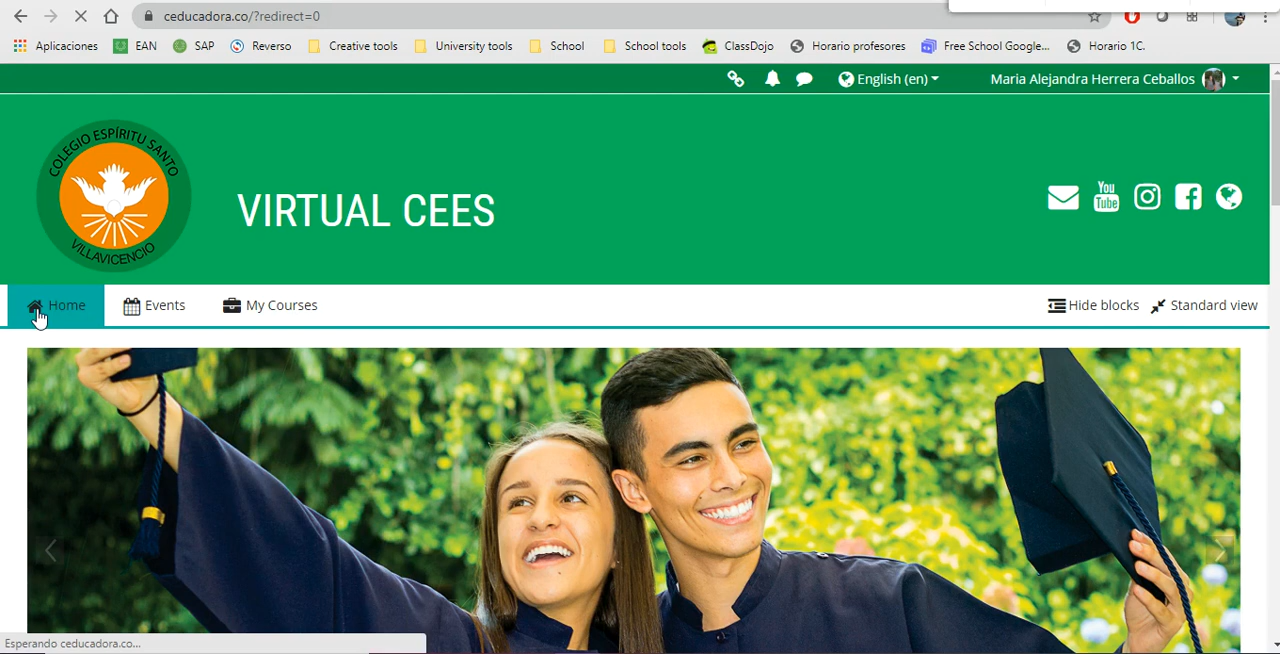 ceducadora.co/?redirect=0
Aplicaciones EAN SAP Reverso Creative tools University tools School School tools ClassDojo Horario profesores Free School Google... Horario 1C.
English (en) Maria Alejandra Herrera Ceballos
COLEGIO ESPÍRITU SANTO
VILLAVICENCIO
VIRTUAL CEES
You
Tube
Home Events My Courses Hide blocks Standard view
Esperando ceducadora.co...